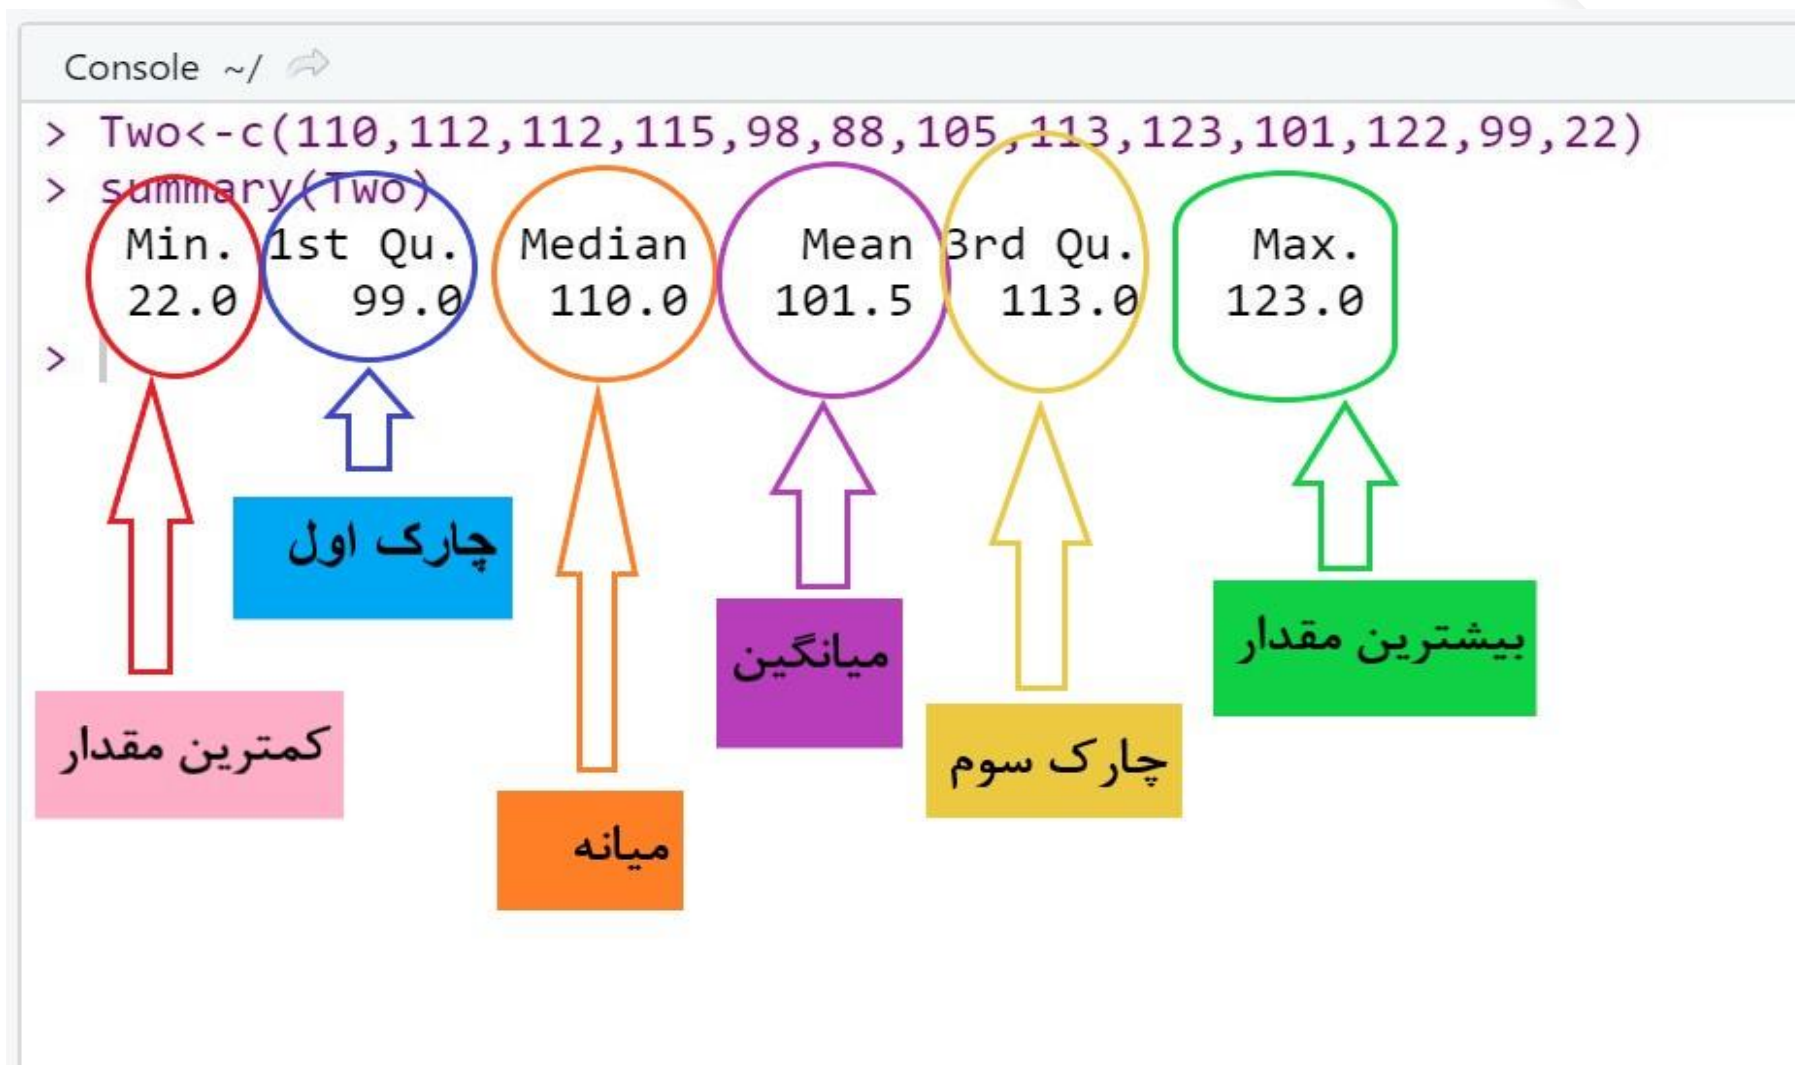 Console ~/
> Two<-c(110,112,112,115,98,88,105,113,123,101,122,99,22)
> summary(Two)
Min. 1st Qu. Median Mean 3rd Qu. Max.
22.0 99.0 110.0 101.5 113.0 123.0
>
چارک اول
بیشترین مقدار
میانگین
کمترین مقدار
چارک سوم
میانه